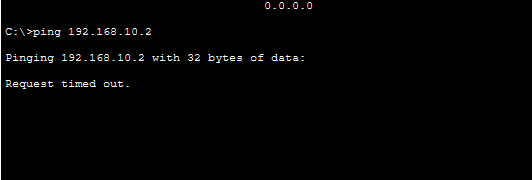 0.0.0.0
C:\>ping 192.168.10.2
Pinging 192.168.10.2 with 32 bytes of data:
Request timed out.